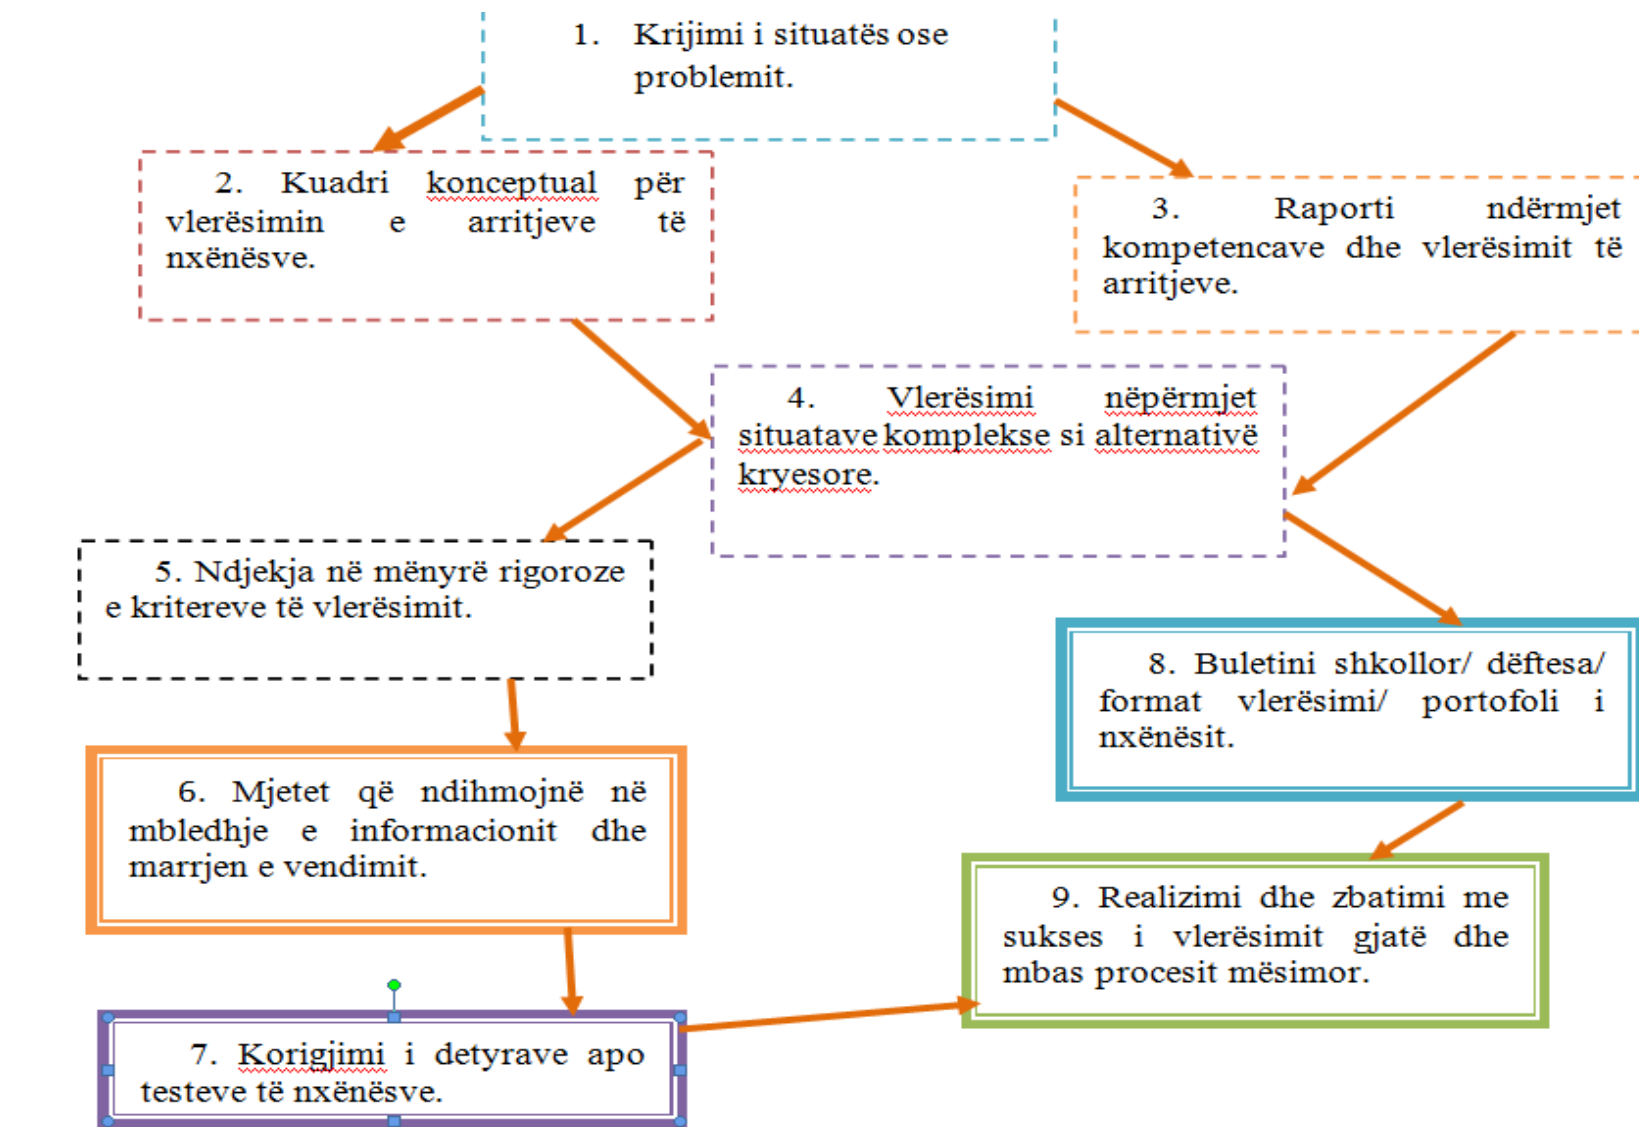 1. Krijimi i situatës ose
problemit.
2. Kuadri konceptual për
vlerësimin e arritjeve të
nxënësve.
3. Raporti ndërmjet
kompetencave dhe vlerësimit të
arritjeve.
4. Vlerësimi nëpërmjet
situatave komplekse si alternativë
kryesore.
5. Ndjekja në mënyrë rigoroze
e kritereve të vlerësimit.
6. Mjetet që ndihmojnë në
mbledhje e informacionit dhe
marrjen e vendimit.
7. Korigjimi i detyrave apo
testeve të nxënësve.
8. Buletini shkollor/ dëftesa/
format vlerësimi/ portofoli i
nxënësit.
9. Realizimi dhe zbatimi me
sukses i vlerësimit gjatë dhe
mbas procesit mësimor.